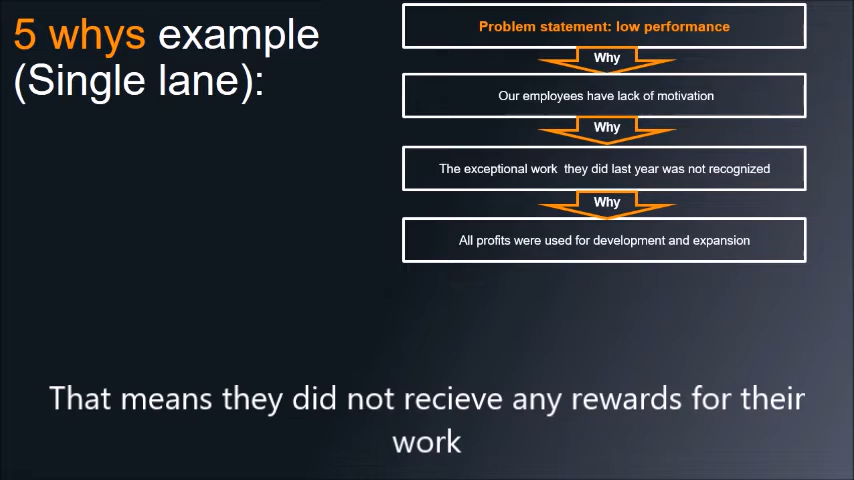 5 whys example
(Single lane):
Problem statement: low performance
Why
Our employees have lack of motivation
Why
The exceptional work they did last year was not recognized
Why
All profits were used for development and expansion
That means they did not recieve any rewards for their
work